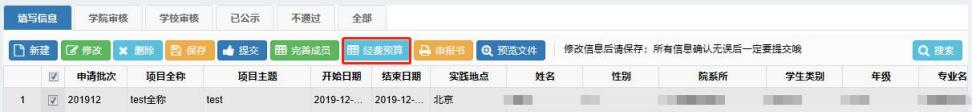 填写信息 学院审核 学校审核 已公示 不通过 全部
新建 修改 删除 保存 提交 完善成员 经费预算 申报书 预览文件 修改信息后请保存；所有信息确认无误后一定要提交哦 搜索
申请批次 项目全称 项目主题 开始日期 结束日期 实践地点 姓名 性别 院系所 学生类别 年级 专业名
1 201912 test全称 test 2019-12-... 2019-12-... 北京